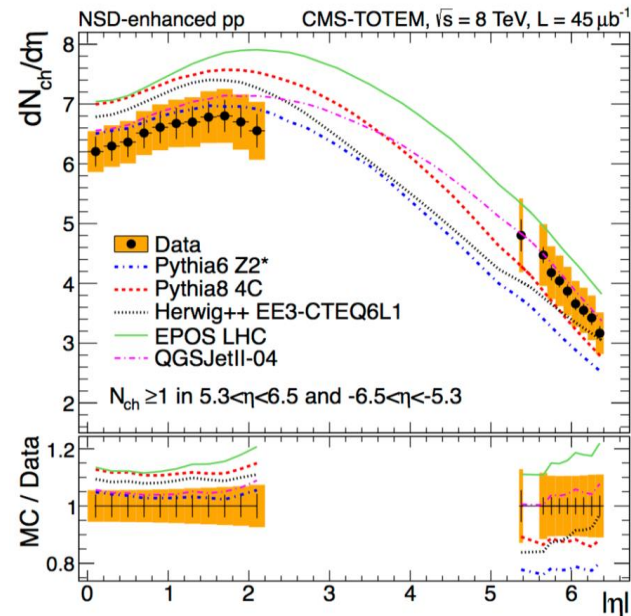 NSD-enhanced pp CMS-TOTEM, √s = 8 TeV, L = 45 μb⁻¹
dN_ch/dη
8
7
6
5
4
3
2
Data
Pythia6 Z2*
Pythia8 4C
Herwig++ EE3-CTEQ6L1
EPOS LHC
QGSJetII-04
N_ch ≥1 in 5.3<η<6.5 and -6.5<η<-5.3
MC / Data
1.2
1
0.8
0 1 2 3 4 5 6 |η|